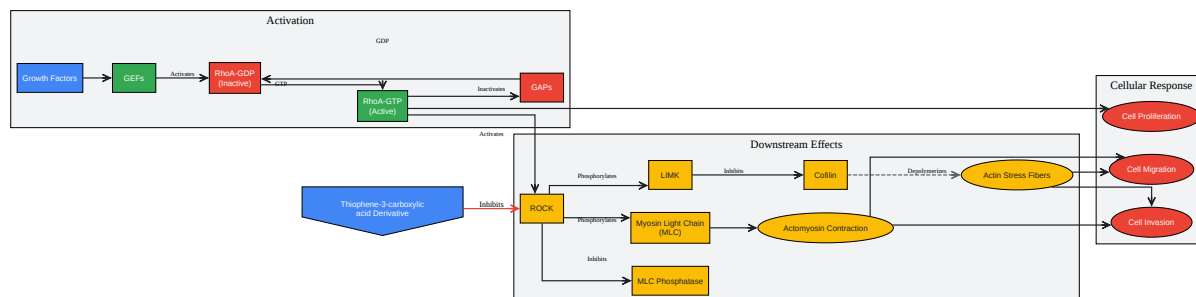 Activation
GDP
Growth Factors
GEFs
Activates
RhoA-GDP
(Inactive)
GTP
RhoA-GTP
(Active)
Inactivates
GAPs
Activates
Cellular Response
Cell Proliferation
Cell Migration
Cell Invasion
Downstream Effects
Phosphorylates
LIMK
Inhibits
Cofilin
Depolymerizes
Actin Stress Fibers
Thiophene-3-carboxylic
acid Derivative
Inhibits
ROCK
Phosphorylates
Myosin Light Chain
(MLC)
Actomyosin Contraction
Inhibits
MLC Phosphatase